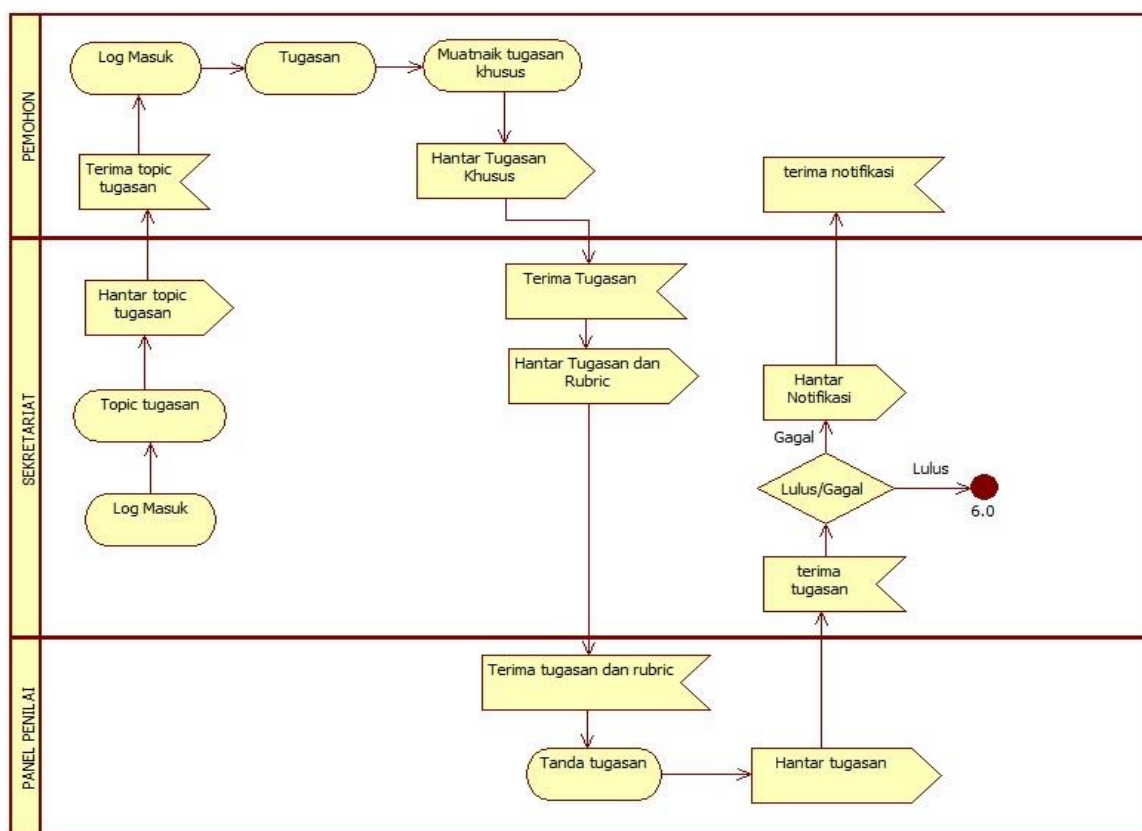 PEMOHON
Log Masuk
Tugasan
Muatnaik tugasan
khusus
Terima topic
tugasan
Hantar Tugasan
Khusus
terima notifikasi
SEKRETARIAT
Hantar topic
tugasan
Topic tugasan
Log Masuk
Terima Tugasan
Hantar Tugasan dan
Rubric
Hantar
Notifikasi
Gagal
Lulus/Gagal
Lulus
6.0
terima
tugasan
PANEL PENILAI
Terima tugasan dan rubric
Tanda tugasan
Hantar tugasan